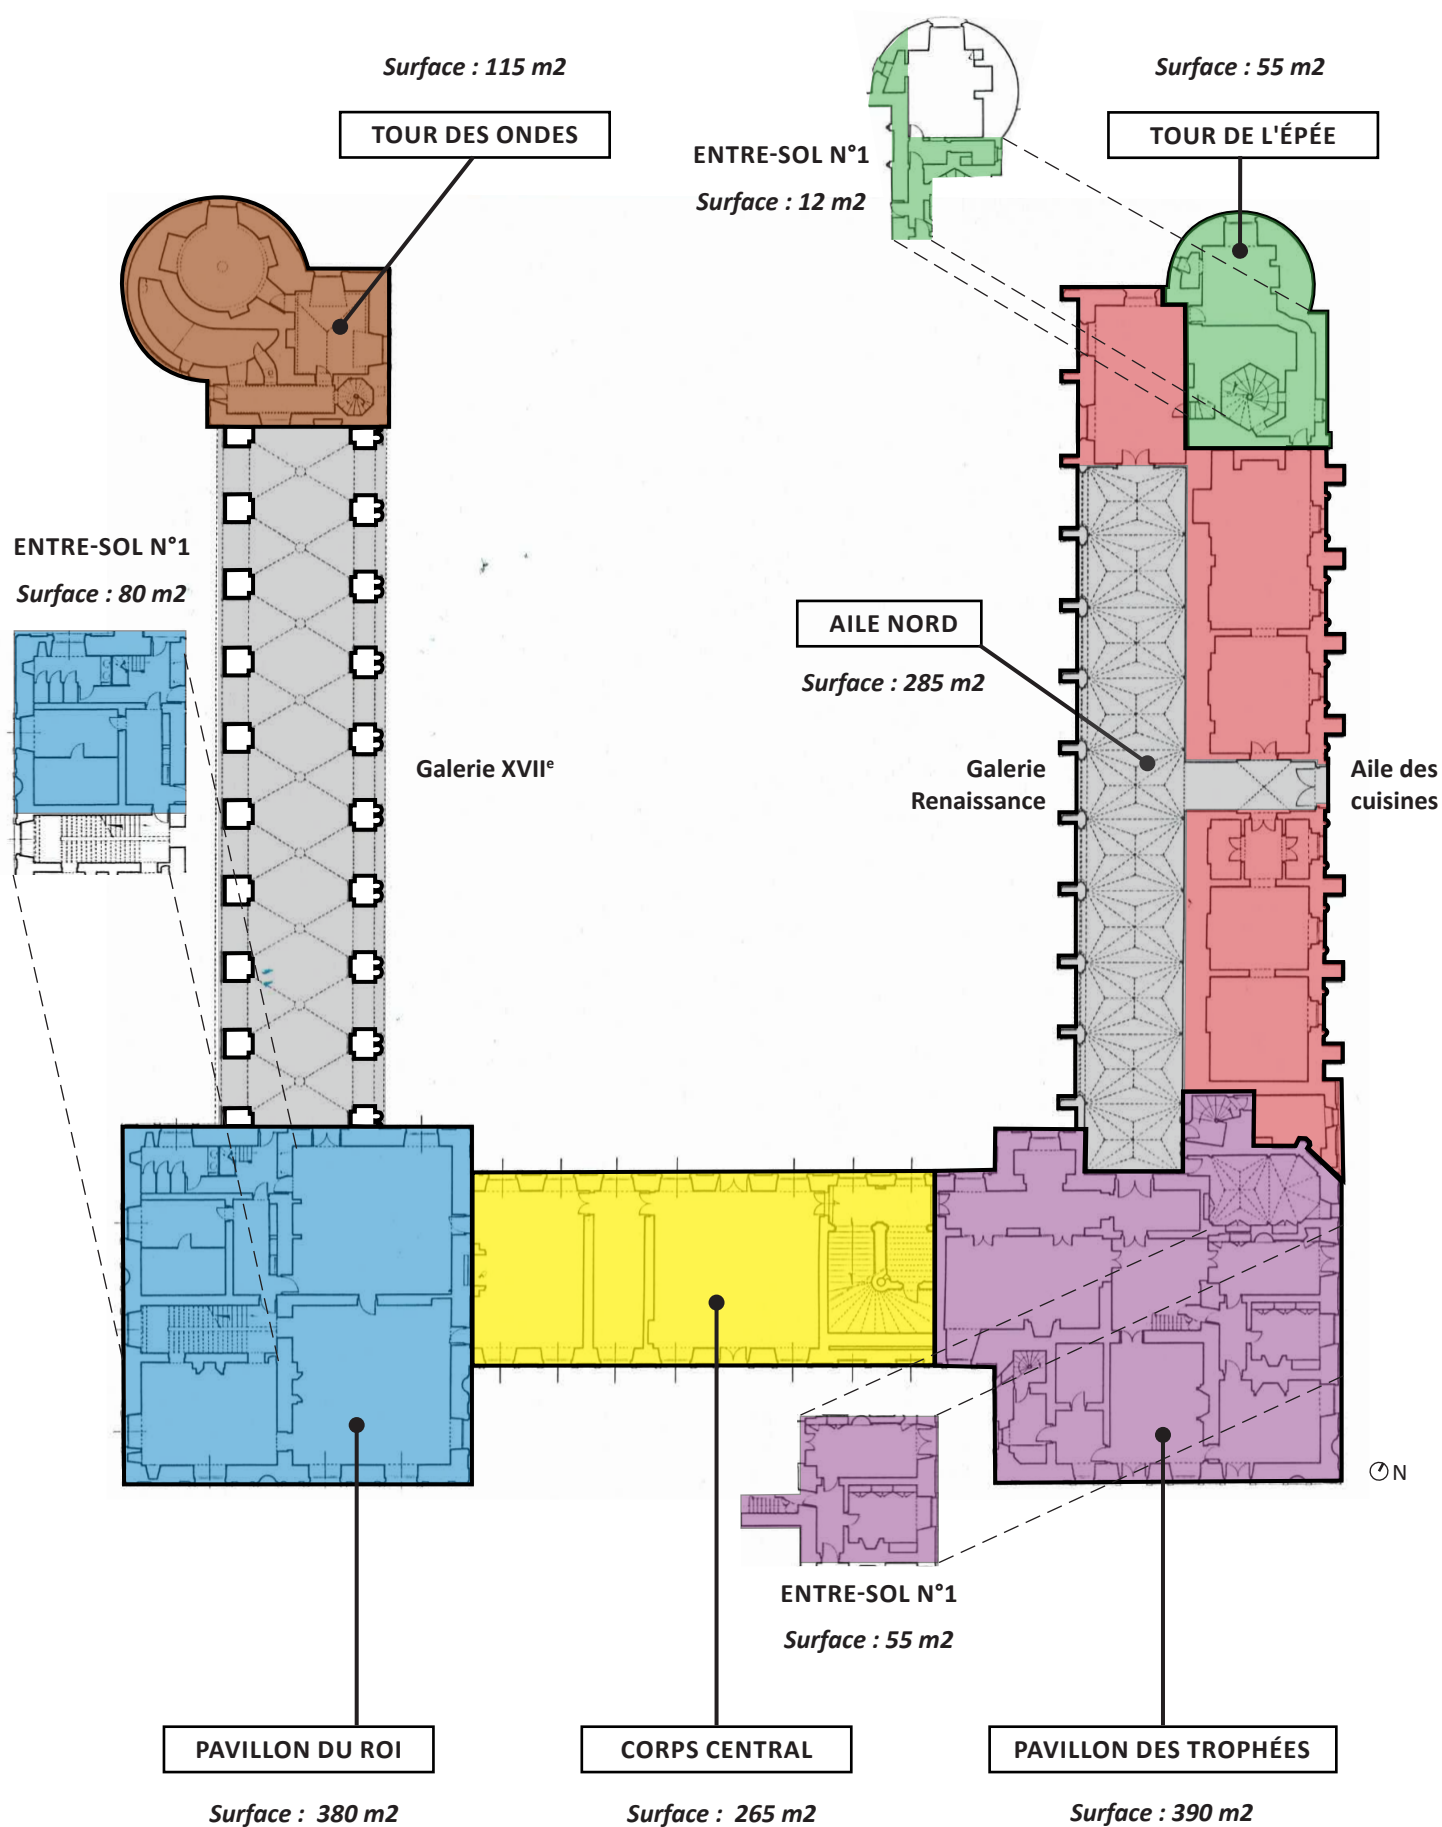 Surface : 115 m2
TOUR DES ONDES
ENTRE-SOL N°1
Surface : 12 m2
Surface : 55 m2
TOUR DE L'ÉPÉE
ENTRE-SOL N°1
Surface : 80 m2
AILE NORD
Surface : 285 m2
Galerie XVIIe
Galerie
Renaissance
Aile des
cuisines
N
ENTRE-SOL N°1
Surface : 55 m2
PAVILLON DU ROI
Surface : 380 m2
CORPS CENTRAL
Surface : 265 m2
PAVILLON DES TROPHÉES
Surface : 390 m2